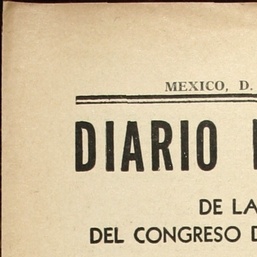 MEXICO, D.
DIARIO
DE LA
DEL CONGRESO D